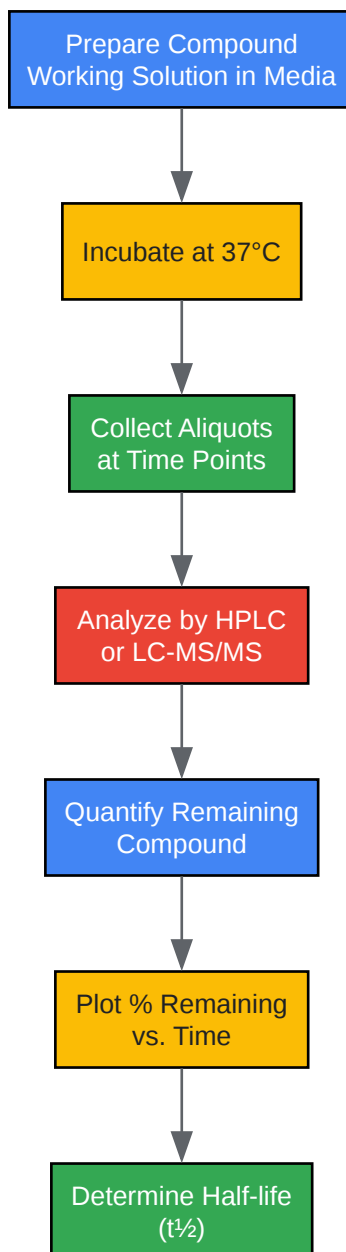 Prepare Compound
Working Solution in Media
Incubate at 37°C
Collect Aliquots
at Time Points
Analyze by HPLC
or LC-MS/MS
Quantify Remaining
Compound
Plot % Remaining
vs. Time
Determine Half-life
(t½)